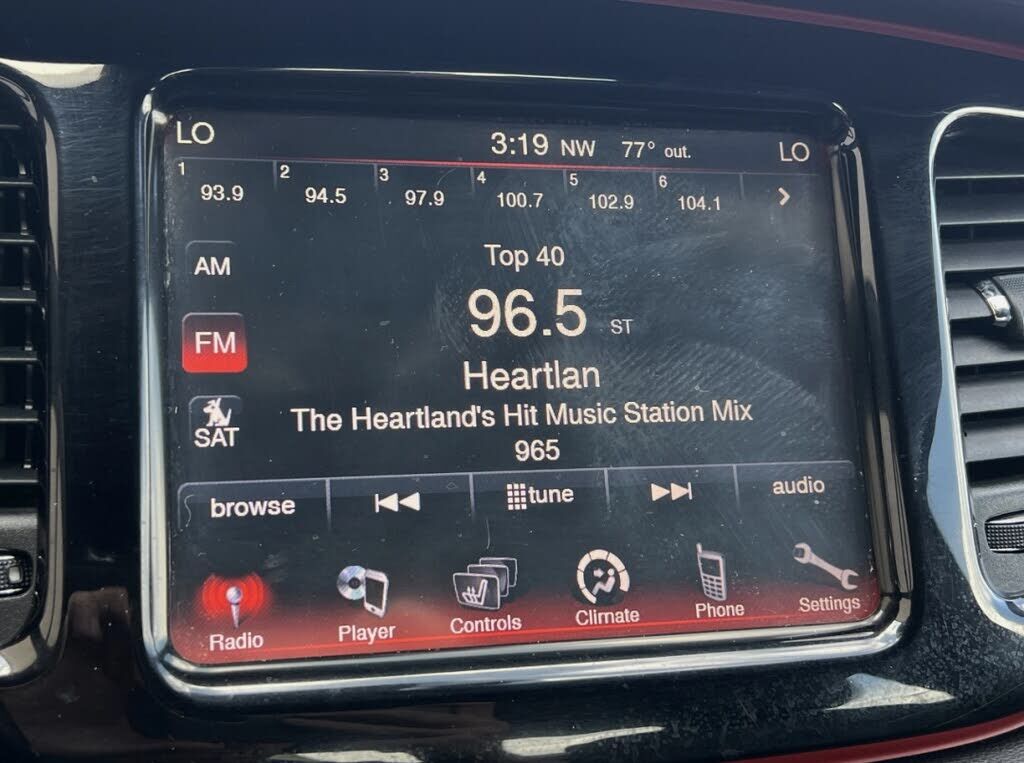 LO 3:19 NW 77° out. LO
1 93.9 2 94.5 3 97.9 4 100.7 5 102.9 6 104.1 >
AM
Top 40
96.5 ST
FM
Heartlan
The Heartland's Hit Music Station Mix
965
SAT
browse tune audio
Radio Player Controls Climate Phone Settings